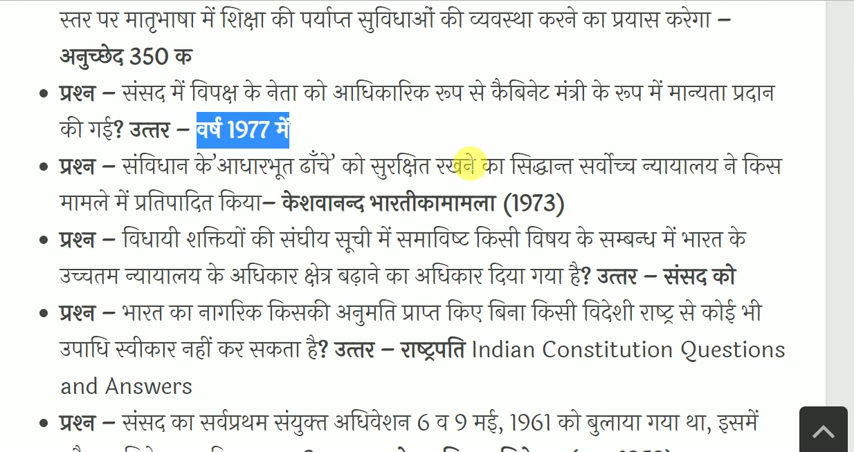 स्तर पर मातृभाषा में शिक्षा की पर्याप्त सुविधाओं की व्यवस्था करने का प्रयास करेगा –
अनुच्छेद 350 क
• प्रश्न – संसद में विपक्ष के नेता को आधिकारिक रूप से कैबिनेट मंत्री के रूप में मान्यता प्रदान
की गई? उत्तर – वर्ष 1977 में
• प्रश्न – संविधान के’आधारभूत ढाँचे’ को सुरक्षित रखने का सिद्धान्त सर्वोच्च न्यायालय ने किस
मामले में प्रतिपादित किया– केशवानन्द भारतीकामामला (1973)
• प्रश्न – विधायी शक्तियों की संघीय सूची में समाविष्ट किसी विषय के सम्बन्ध में भारत के
उच्चतम न्यायालय के अधिकार क्षेत्र बढ़ाने का अधिकार दिया गया है? उत्तर – संसद को
• प्रश्न – भारत का नागरिक किसकी अनुमति प्राप्त किए बिना किसी विदेशी राष्ट्र से कोई भी
उपाधि स्वीकार नहीं कर सकता है? उत्तर – राष्ट्रपति Indian Constitution Questions
and Answers
• प्रश्न – संसद का सर्वप्रथम संयुक्त अधिवेशन 6 व 9 मई, 1961 को बुलाया गया था, इसमें